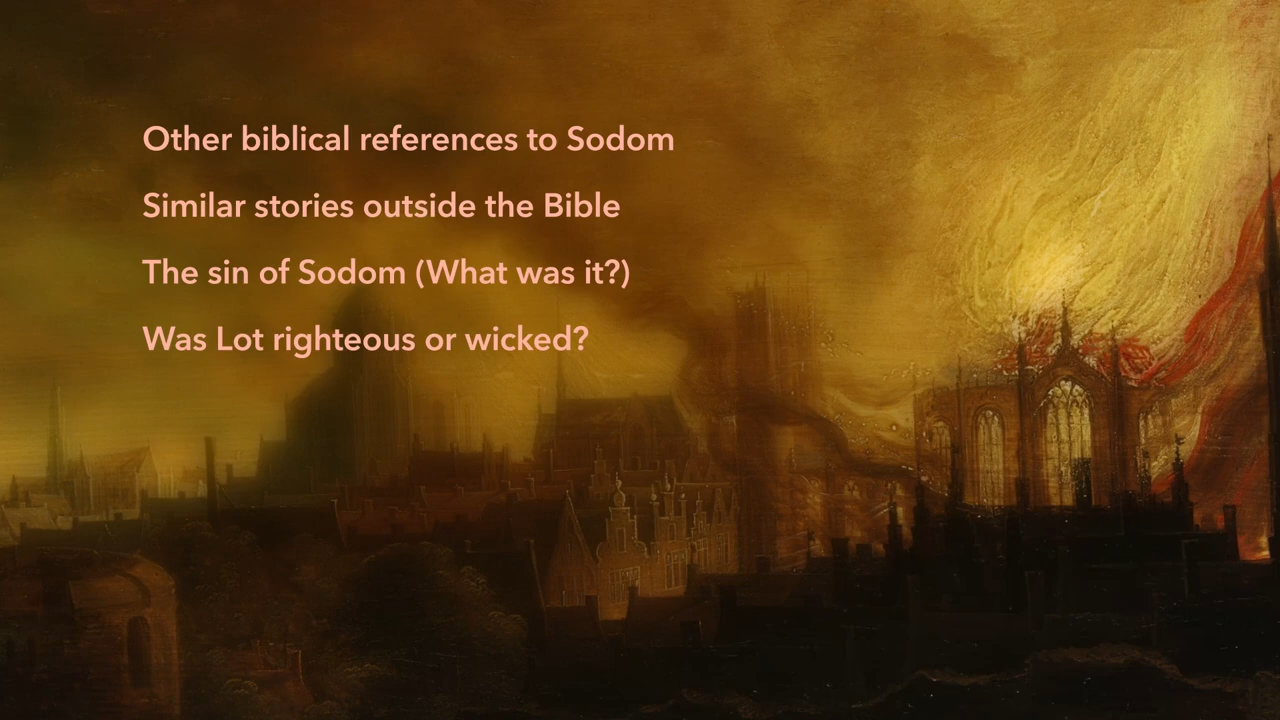 Other biblical references to Sodom
Similar stories outside the Bible
The sin of Sodom (What was it?)
Was Lot righteous or wicked?